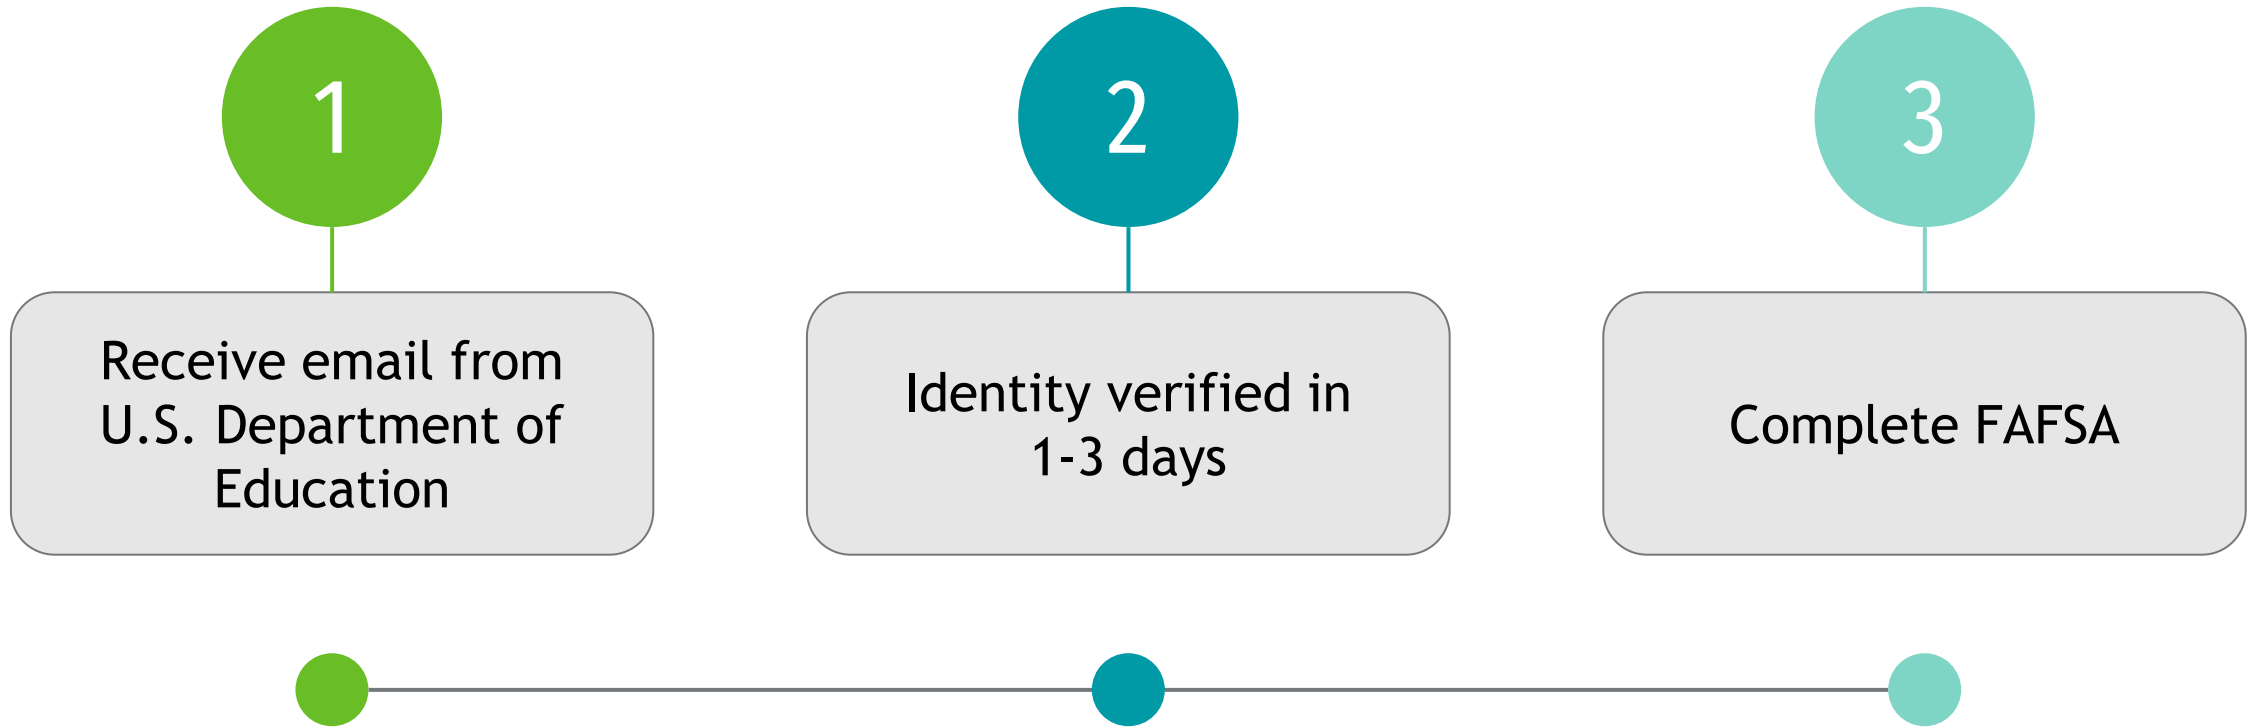 1
Receive email from
U.S. Department of
Education
2
Identity verified in
1-3 days
3
Complete FAFSA